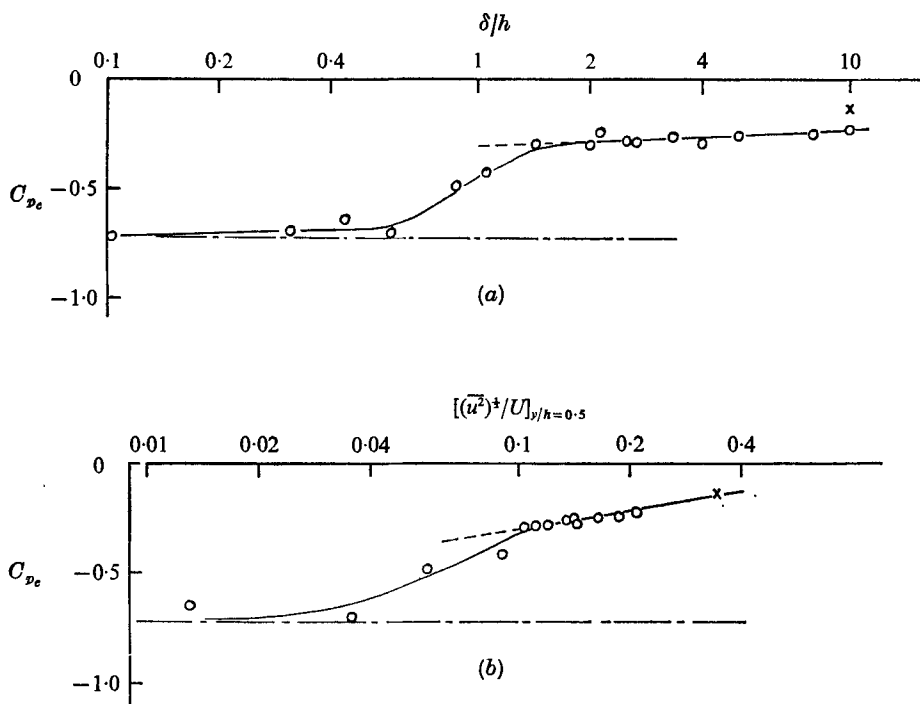 δ/h
0·1 0·2 0·4 1 2 4 10
0
−0·5
C_{p_e}
−1·0
(a)
[(\overline{u^2})^{½}/U]_{y/h=0·5}
0·01 0·02 0·04 0·1 0·2 0·4
0
−0·5
C_{p_e}
−1·0
(b)